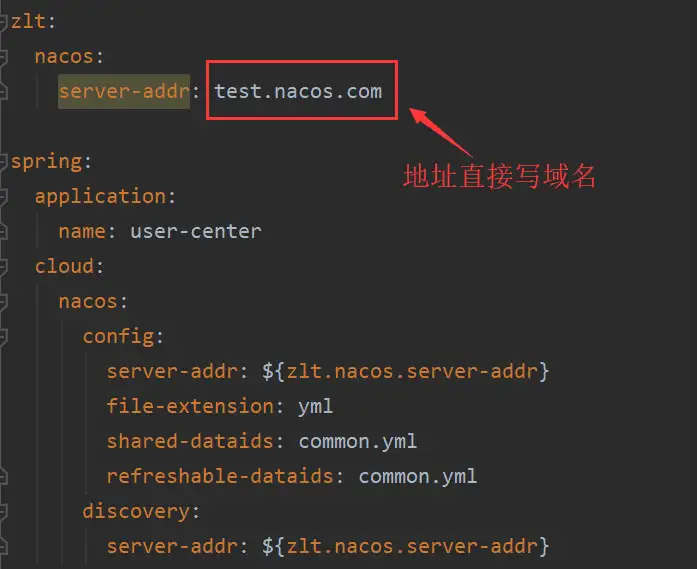 zlt:
nacos:
server-addr: test.nacos.com
地址直接写域名
spring:
application:
name: user-center
cloud:
nacos:
config:
server-addr: ${zlt.nacos.server-addr}
file-extension: yml
shared-dataids: common.yml
refreshable-dataids: common.yml
discovery:
server-addr: ${zlt.nacos.server-addr}